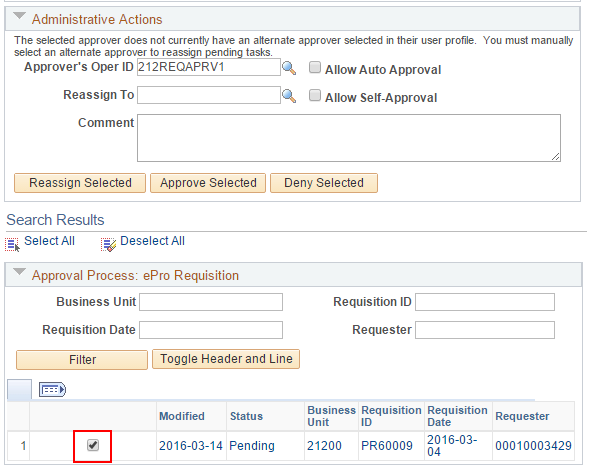 Administrative Actions
The selected approver does not currently have an alternate approver selected in their user profile. You must manually
select an alternate approver to reassign pending tasks.
Approver's Oper ID 212REQAPRV1 Allow Auto Approval
Reassign To Allow Self-Approval
Comment
Reassign Selected Approve Selected Deny Selected
Search Results
Select All Deselect All
Approval Process: ePro Requisition
Business Unit Requisition ID
Requisition Date Requester
Filter Toggle Header and Line
Modified Status Business Unit Requisition ID Requisition Date Requester
1 2016-03-14 Pending 21200 PR60009 2016-03-04 00010003429